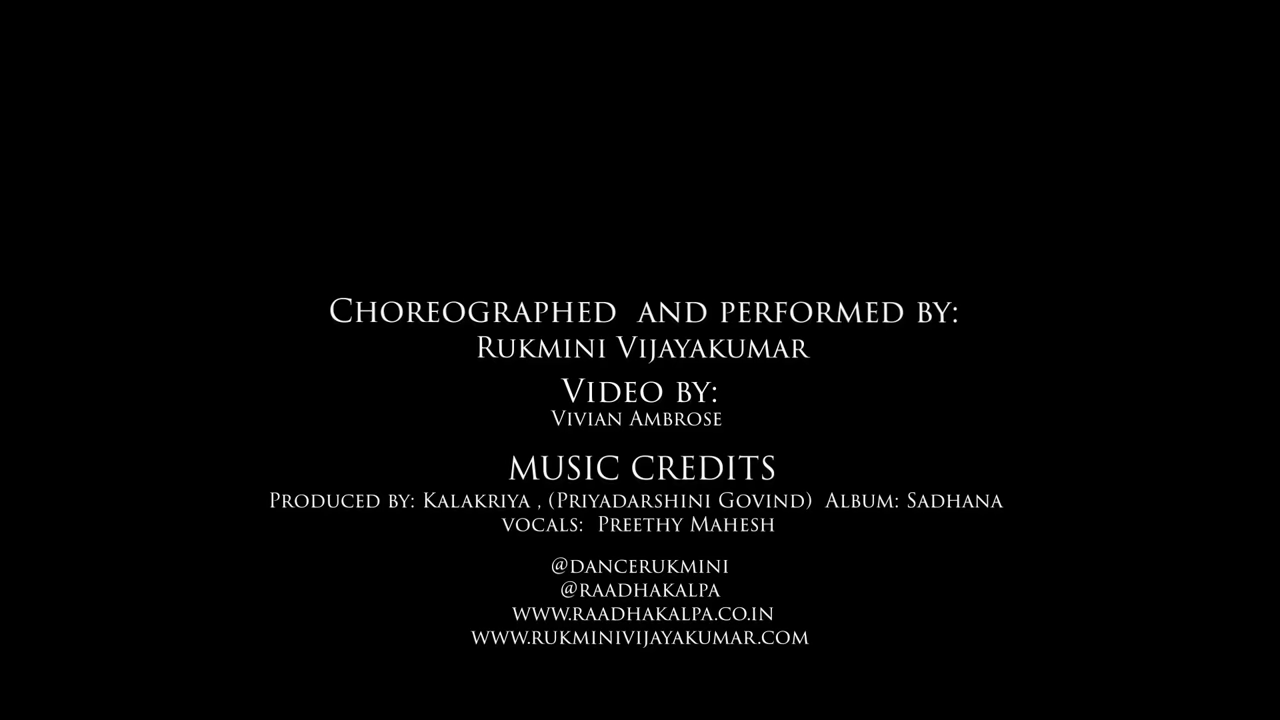 Choreographed and performed by:
Rukmini Vijayakumar
Video by:
Vivian Ambrose
MUSIC CREDITS
Produced by: Kalakriya , (Priyadarshini Govind) Album: Sadhana
vocals: Preethy Mahesh
@dancerukmini
@raadhakalpa
www.raadhakalpa.co.in
www.rukminivijayakumar.com